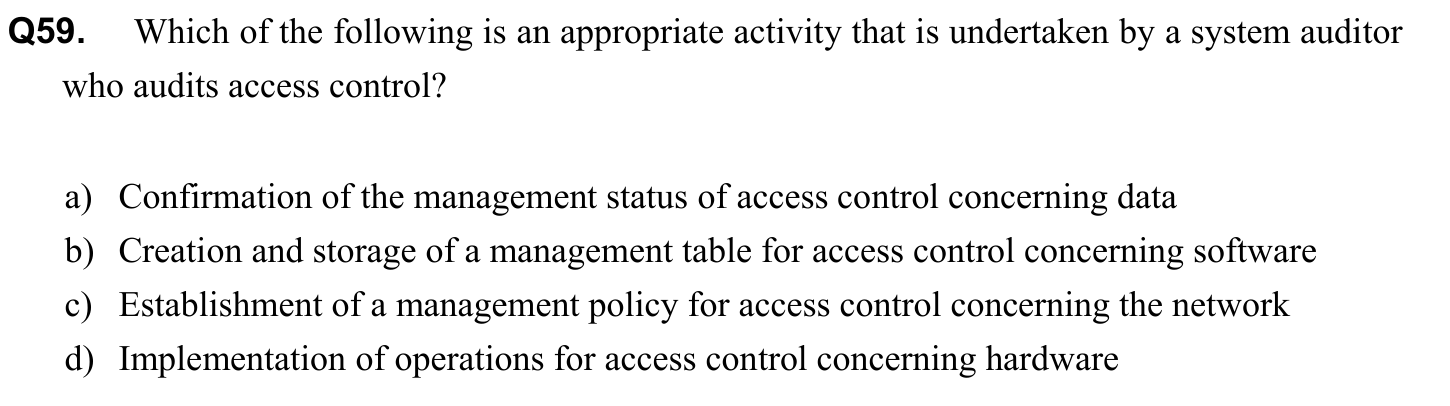 Q59. Which of the following is an appropriate activity that is undertaken by a system auditor
who audits access control?
a) Confirmation of the management status of access control concerning data
b) Creation and storage of a management table for access control concerning software
c) Establishment of a management policy for access control concerning the network
d) Implementation of operations for access control concerning hardware